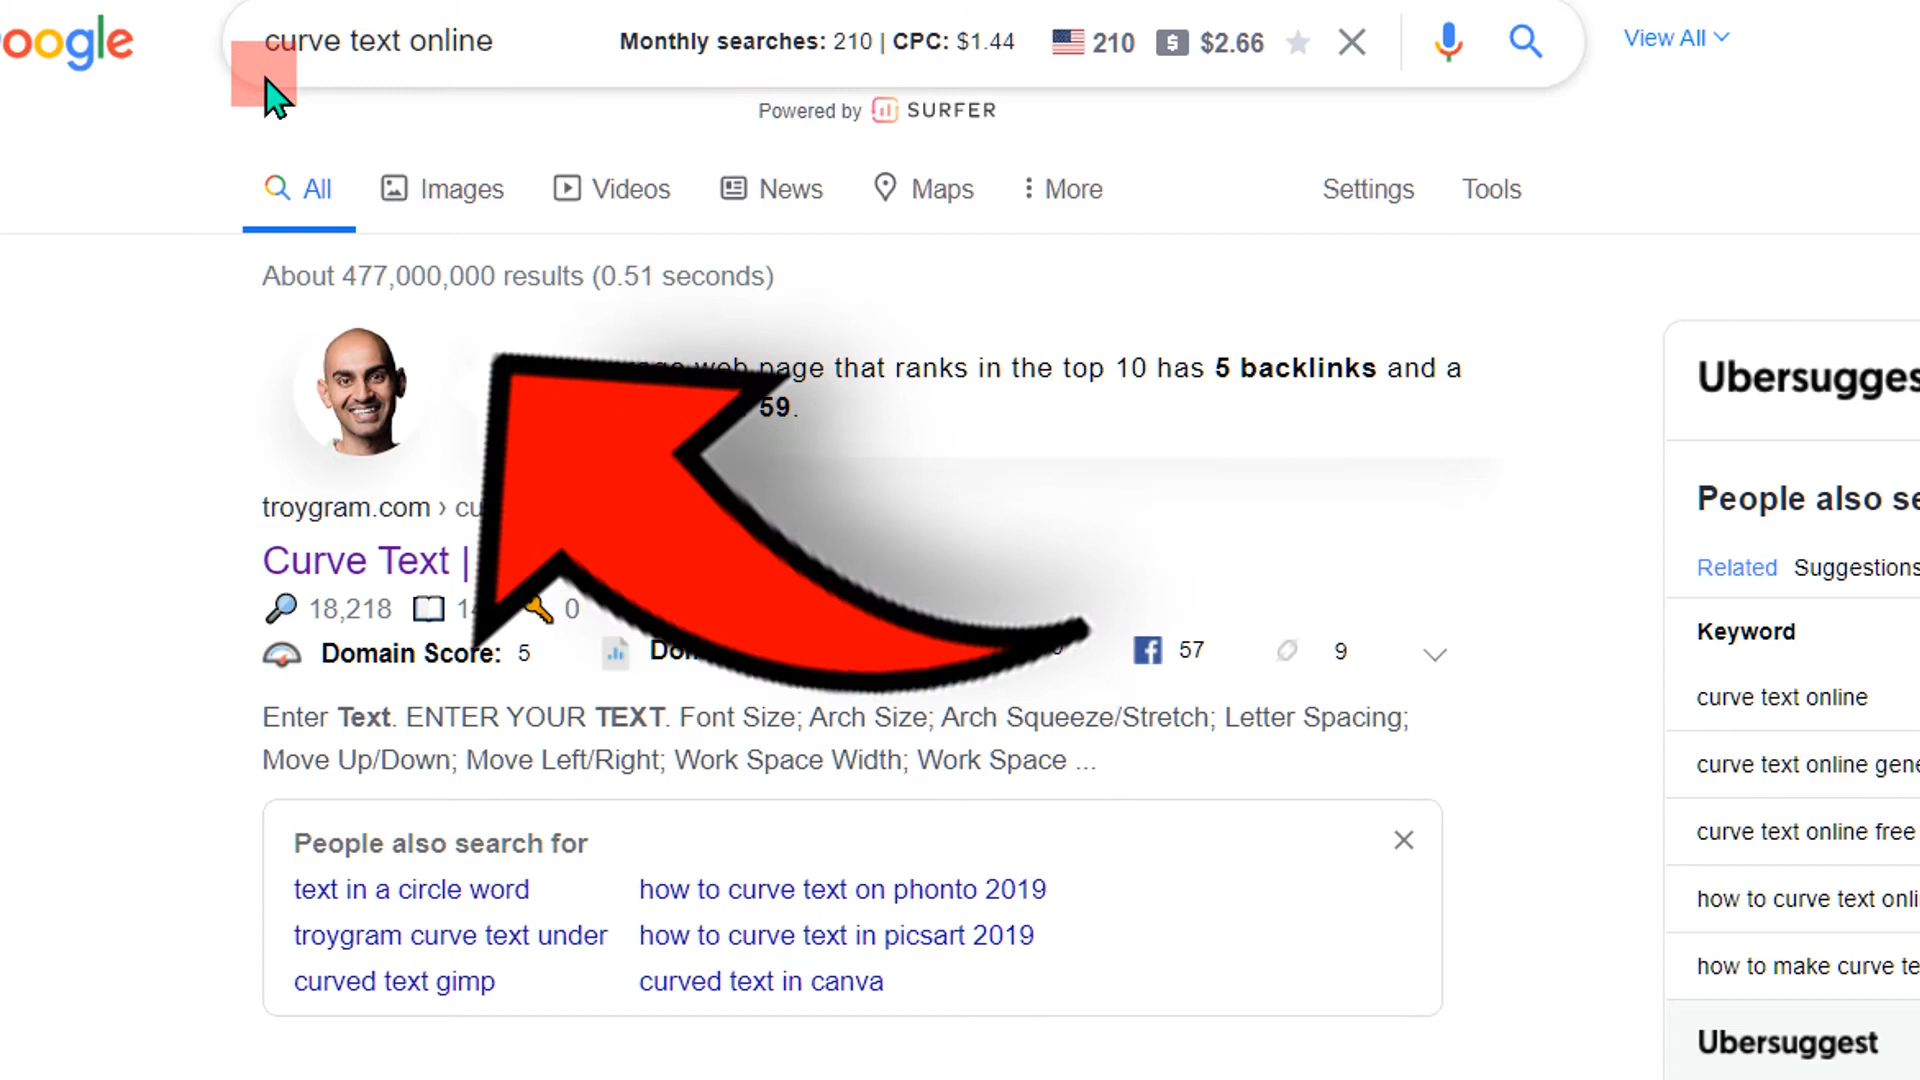 oogle
curve text online
Monthly searches: 210 | CPC: $1.44
210
$ $2.66
View All
Powered by SURFER
All
Images
Videos
News
Maps
More
Settings
Tools
About 477,000,000 results (0.51 seconds)
web page that ranks in the top 10 has 5 backlinks and a
59.
troygram.com › cu
Curve Text |
18,218
0
Domain Score: 5
57
9
Enter Text. ENTER YOUR TEXT. Font Size; Arch Size; Arch Squeeze/Stretch; Letter Spacing;
Move Up/Down; Move Left/Right; Work Space Width; Work Space ...
People also search for
text in a circle word
how to curve text on phonto 2019
troygram curve text under
how to curve text in picsart 2019
curved text gimp
curved text in canva
Ubersugges
People also se
Related Suggestions
Keyword
curve text online
curve text online gene
curve text online free
how to curve text onli
how to make curve te
Ubersuggest